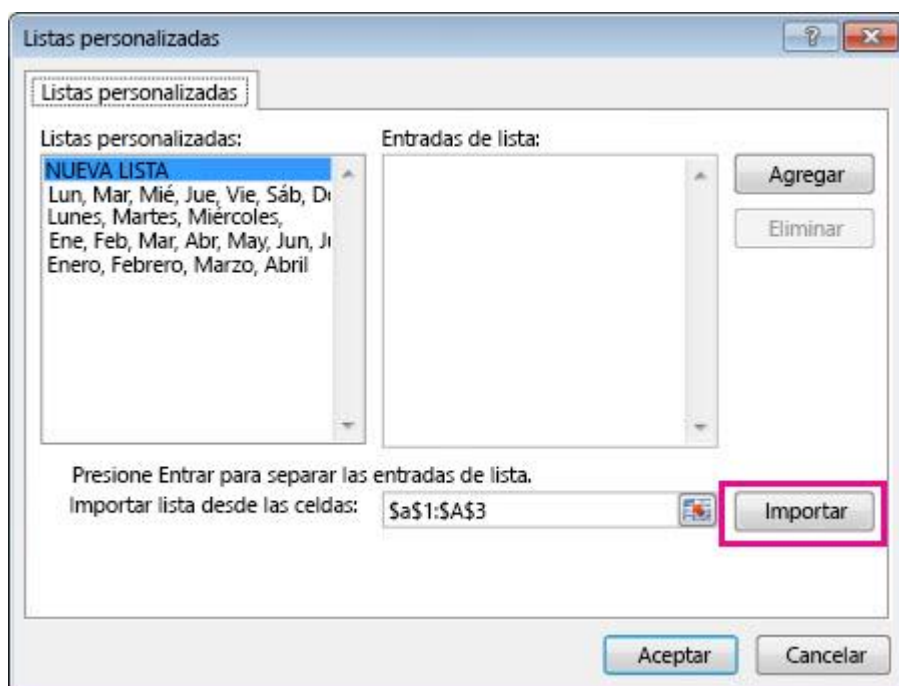 Listas personalizadas
Listas personalizadas
Listas personalizadas:
Entradas de lista:
NUEVA LISTA
Lun, Mar, Mié, Jue, Vie, Sáb,
Lunes, Martes, Miércoles,
Ene, Feb, Mar, Abr, May, Jun,
Enero, Febrero, Marzo, Abril
Agregar
Eliminar
Presione Entrar para separar las entradas de lista.
Importar lista desde las celdas:
$a$1:$A$3
Importar
Aceptar
Cancelar